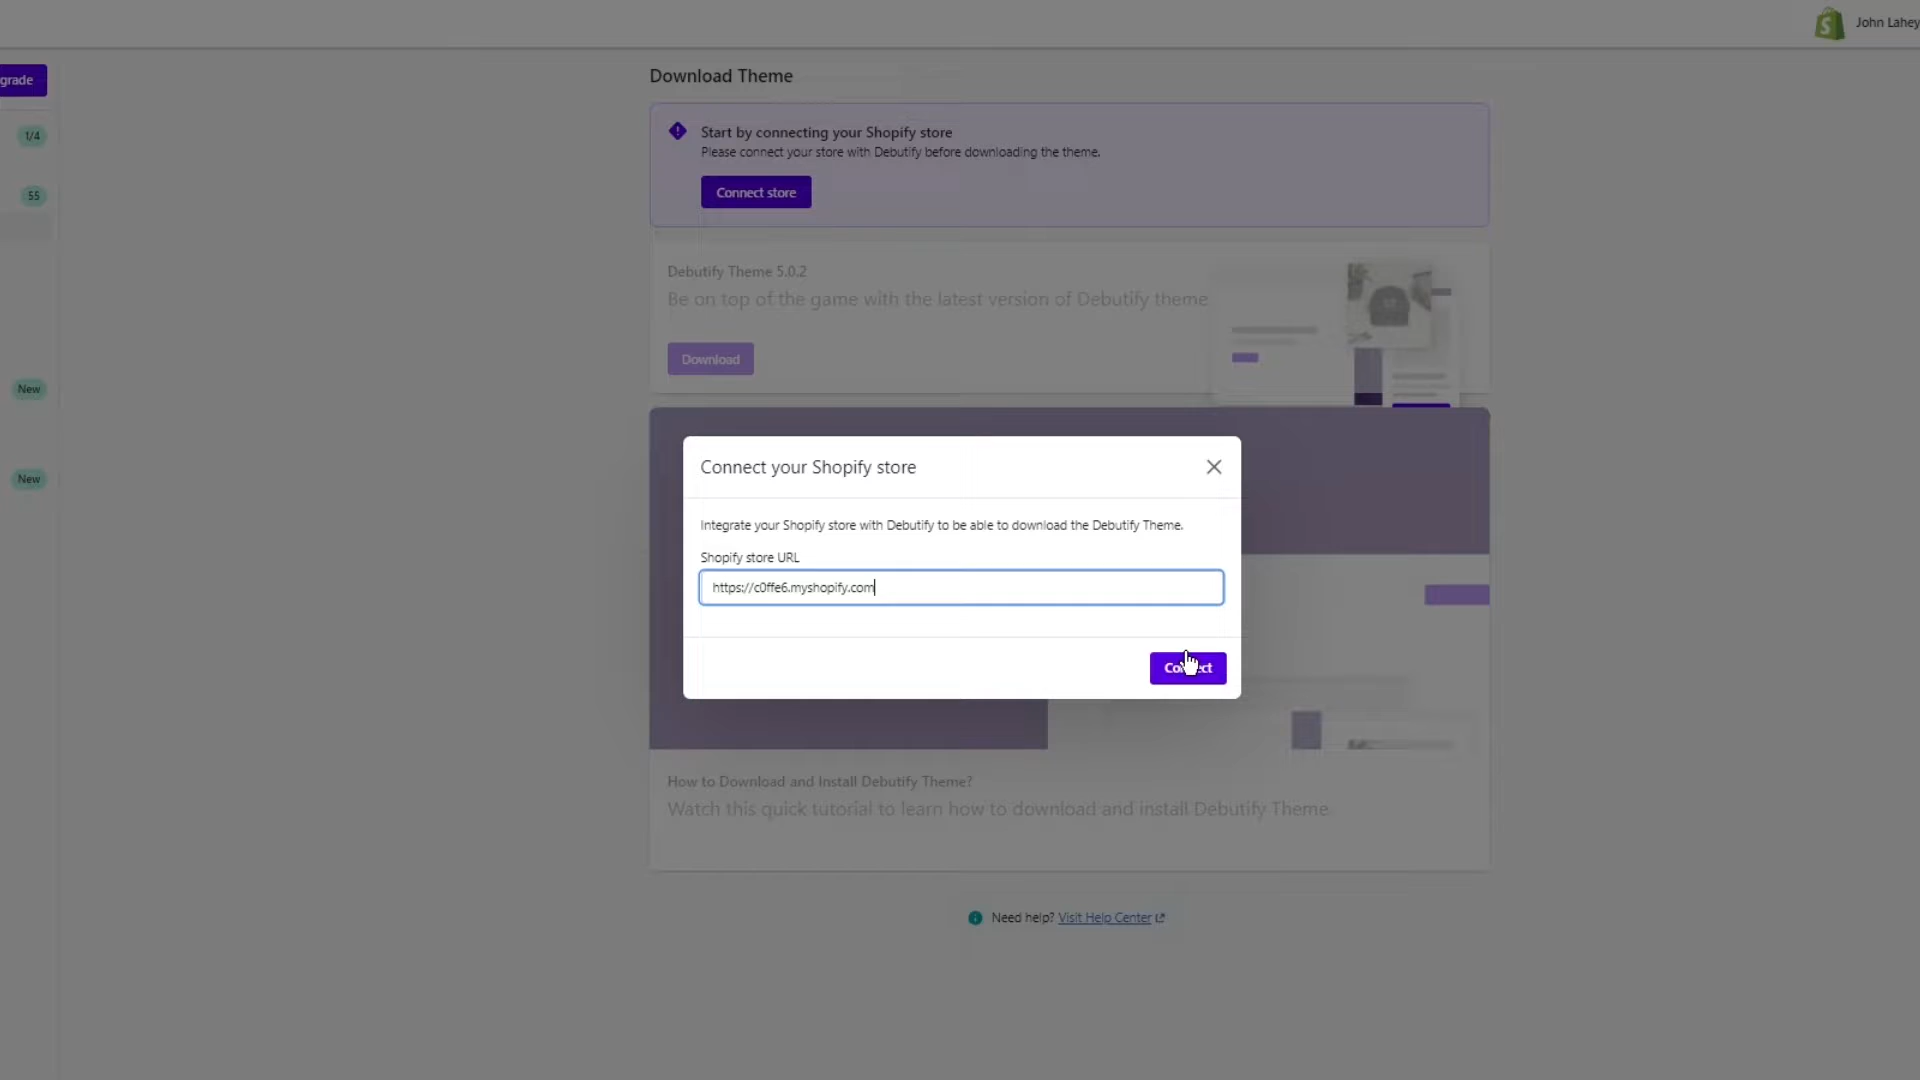 John Lahey
grade
Download Theme
1/4
Start by connecting your Shopify store
Please connect your store with Debutify before downloading the theme.
Connect store
55
Debutify Theme 5.0.2
Be on top of the game with the latest version of Debutify theme
Download
New
Connect your Shopify store
New
Integrate your Shopify store with Debutify to be able to download the Debutify Theme.
Shopify store URL
https://c0ffe6.myshopify.com
Connect
How to Download and Install Debutify Theme?
Watch this quick tutorial to learn how to download and install Debutify Theme.
Need help? Visit Help Center